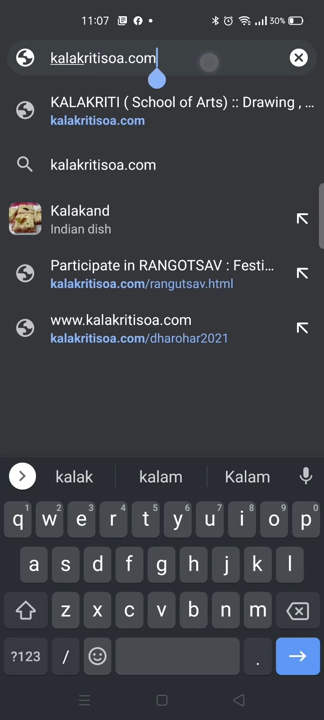 11:07 30%
kalakritisoa.com
KALAKRITI ( School of Arts) :: Drawing , ...
kalakritisoa.com
kalakritisoa.com
Kalakand
Indian dish
Participate in RANGOTSAV : Festi...
kalakritisoa.com/rangutsav.html
www.kalakritisoa.com
kalakritisoa.com/dharohar2021
kalak kalam Kalam
1 2 3 4 5 6 7 8 9 0
q w e r t y u i o p
a s d f g h j k l
z x c v b n m
?123 / .